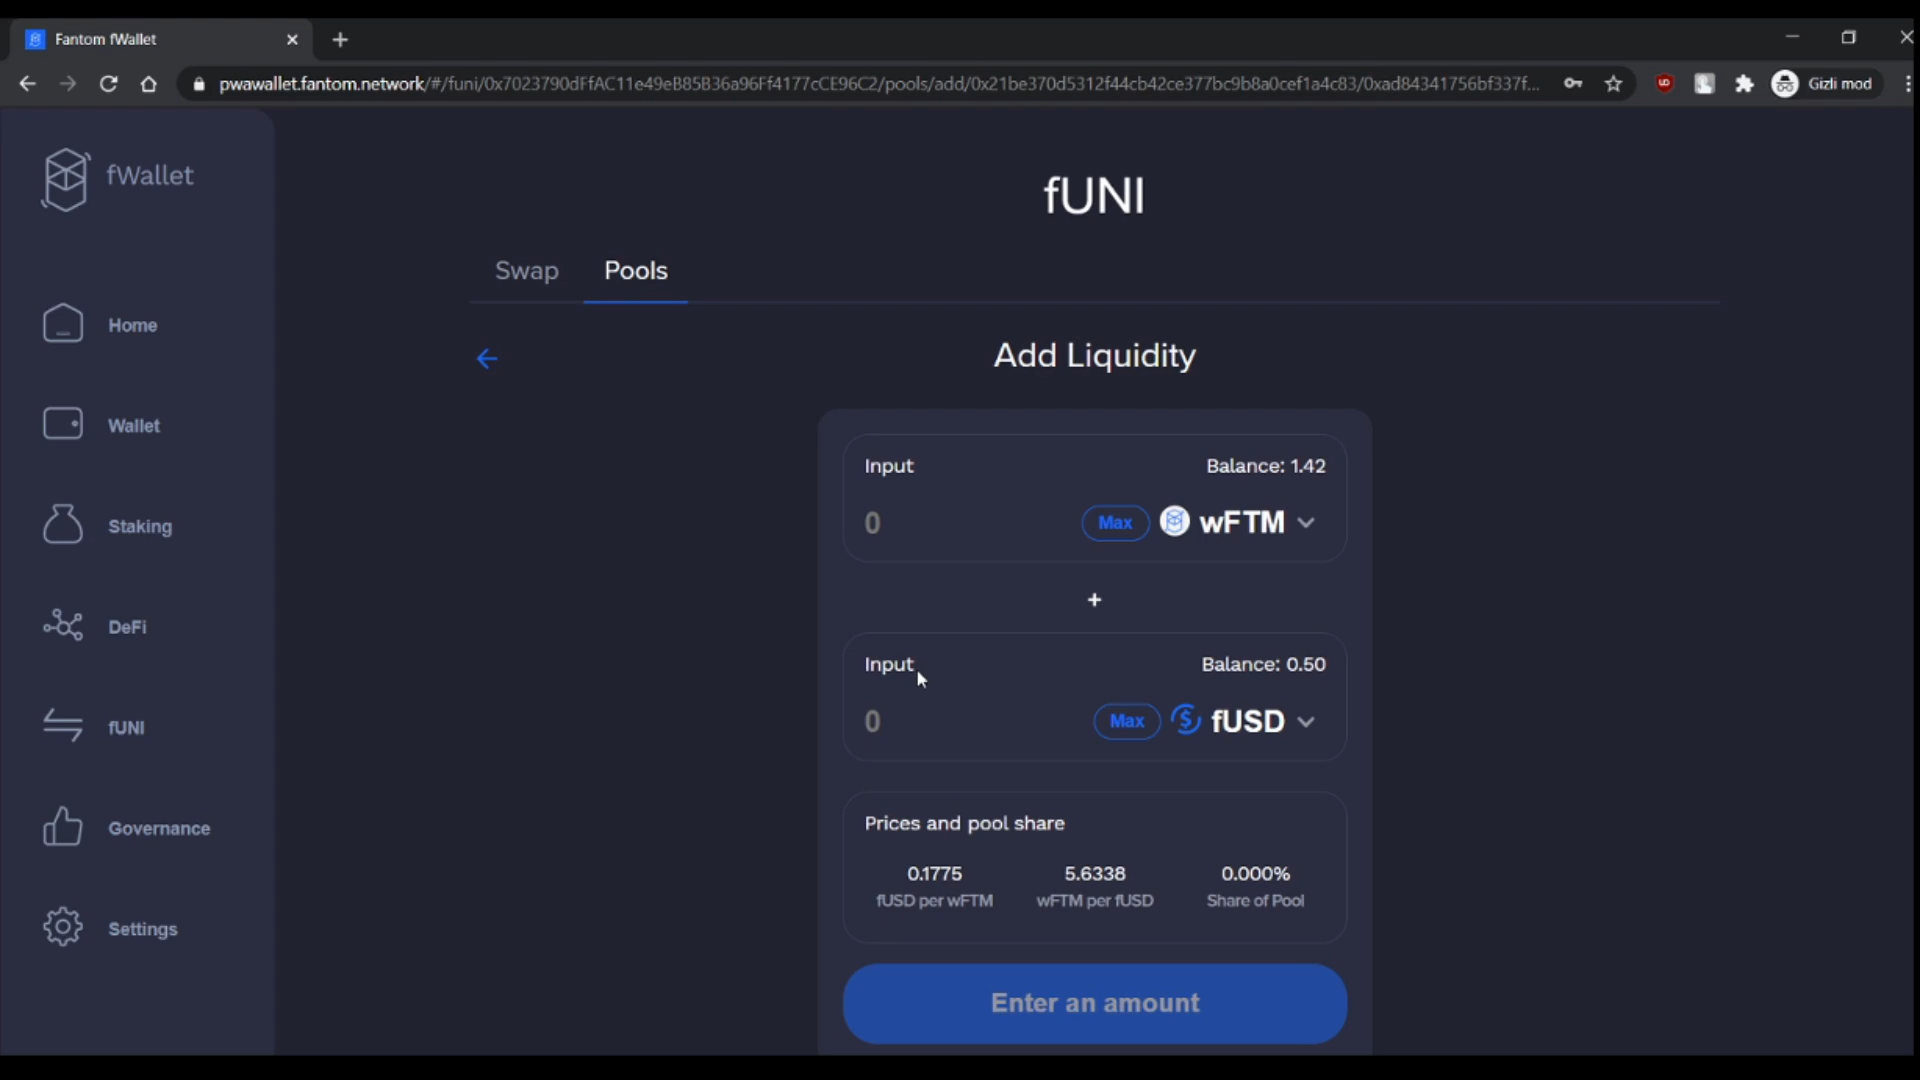 Fantom fWallet
pwawallet.fantom.network/#/funi/0x7023790dFfAC11e49eB85B36a96Ff4177cCE96C2/pools/add/0x21be370d5312f44cb42ce377bc9b8a0cef1a4c83/0xad84341756bf337f...
Gizli mod
fWallet
Home
Wallet
Staking
DeFi
fUNI
Governance
Settings
fUNI
Swap Pools
Add Liquidity
Input Balance: 1.42
0 Max wFTM
+
Input Balance: 0.50
0 Max fUSD
Prices and pool share
0.1775 5.6338 0.000%
fUSD per wFTM wFTM per fUSD Share of Pool
Enter an amount